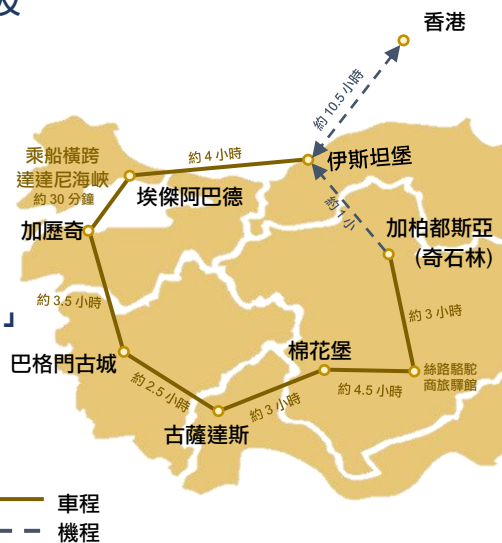 及
香港
約 10.5 小時
乘船橫跨
達達尼海峽
約 30 分鐘
約 4 小時
伊斯坦堡
埃傑阿巴德
約1 小
加歷奇
加柏都斯亞
(奇石林)
約 3.5 小時
」
約 3 小時
巴格門古城
棉花堡
約 2.5 小時
約 4.5 小時
絲路駱駝
商旅驛館
約 3 小時
古薩達斯
車程
機程